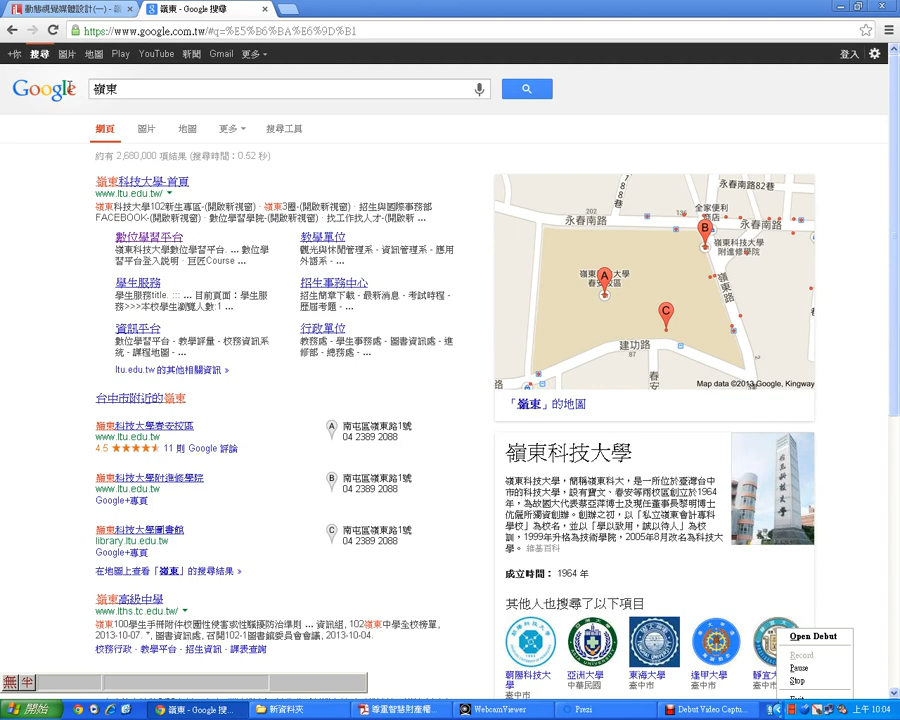 動態視覺媒體設計(一) -
嶺東 - Google 搜尋
https://www.google.com.tw/#q=%E5%B6%BA%E6%9D%B1
+你 搜尋 圖片 地圖 Play YouTube 新聞 Gmail 更多
登入
Google
嶺東
網頁 圖片 地圖 更多 搜尋工具
約有 2,680,000 項結果 (搜尋時間：0.52 秒)
嶺東科技大學-首頁
www.ltu.edu.tw/
嶺東科技大學102新生專區-(開啟新視窗) · 嶺東3週-(開啟新視窗) · 招生與國際事務部
FACEBOOK-(開啟新視窗) · 數位學習學院-(開啟新視窗) · 找工作找人才-(開啟新 ...
數位學習平台
嶺東科技大學數位學習平台. ... 數位學
習平台登入說明 · 巨匠Course ...
教學單位
觀光與休閒管理系 - 資訊管理系 - 應用
外語系 - ...
學生服務
學生服務title. ::: ... 目前頁面：學生服
務>>>本校學生瀏覽人數:1 ...
招生事務中心
招生簡章下載 - 最新消息 - 考試時程 -
歷屆考題 - ...
資訊平台
數位學習平台 - 教學評量 - 校務資訊系
統 - 課程地圖 - ...
行政單位
教務處 - 學生事務處 - 圖書資訊處 - 進
修部 - 總務處 - ...
ltu.edu.tw 的其他相關資訊 »
台中市附近的嶺東
嶺東科技大學春安校區
www.ltu.edu.tw
4.5 ★★★★★ 11 則 Google 評論
A 南屯區嶺東路1號
04 2389 2088
嶺東科技大學附進修學院
www.ltu.edu.tw
Google+專頁
B 南屯區嶺東路1號
04 2389 2088
嶺東科技大學圖書館
library.ltu.edu.tw
Google+專頁
C 南屯區嶺東路1號
04 2389 2088
在地圖上查看「嶺東」的搜尋結果 »
嶺東高級中學
www.lths.tc.edu.tw/
嶺東100學生手冊附件校園性侵害或性騷擾防治準則 ... 資訊組, 102嶺東中學全校榜單,
2013-10-07. *, 圖書資訊處, 召開102-1圖書館委員會會議, 2013-10-04.
校務行政 - 教學平台 - 招生資訊 - 課表查詢
永春南路82巷
888
202
永春南路
136
全家便利
商店
永春南路
B
嶺東科技大學
附進修學院
A
C
嶺東路
建功路
87
春安
Map data ©2013 Google, Kingway
「嶺東」的地圖
嶺東科技大學
嶺東科技大學，簡稱嶺東科大，是一所位於臺灣台中
市的科技大學，設有寶文、春安等兩校區創立於1964
年，為故國大代表蔡亞萍博士及現任董事長黎明博士
伉儷所獨資創辦。創辦之初，以「私立嶺東會計專科
學校」為校名，並以「學以致用，誠以待人」為校
訓，1999年升格為技術學院，2005年8月改名為科技大
學。 維基百科
成立時間： 1964 年
其他人也搜尋了以下項目
朝陽科技大
學
臺中市
亞洲大學
中華民國
東海大學
臺中市
逢甲大學
臺中市
靜宜
臺中市
Open Debut
Record
Pause
Stop
Exit
無 半
開始
嶺東 - Google 搜...
新資料夾
尊重智慧財產權...
WebcamViewer
Prezi
Debut Video Captu...
上午 10:04